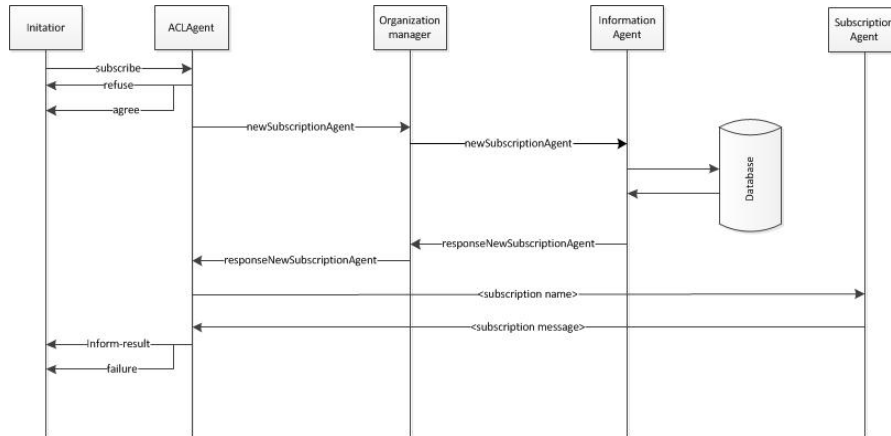 Initatior
ACLAgent
Organization
manager
Information
Agent
Subscription
Agent
subscribe
refuse
agree
newSubscriptionAgent
newSubscriptionAgent
Database
responseNewSubscriptionAgent
responseNewSubscriptionAgent
<subscription name>
<subscription message>
Inform-result
failure